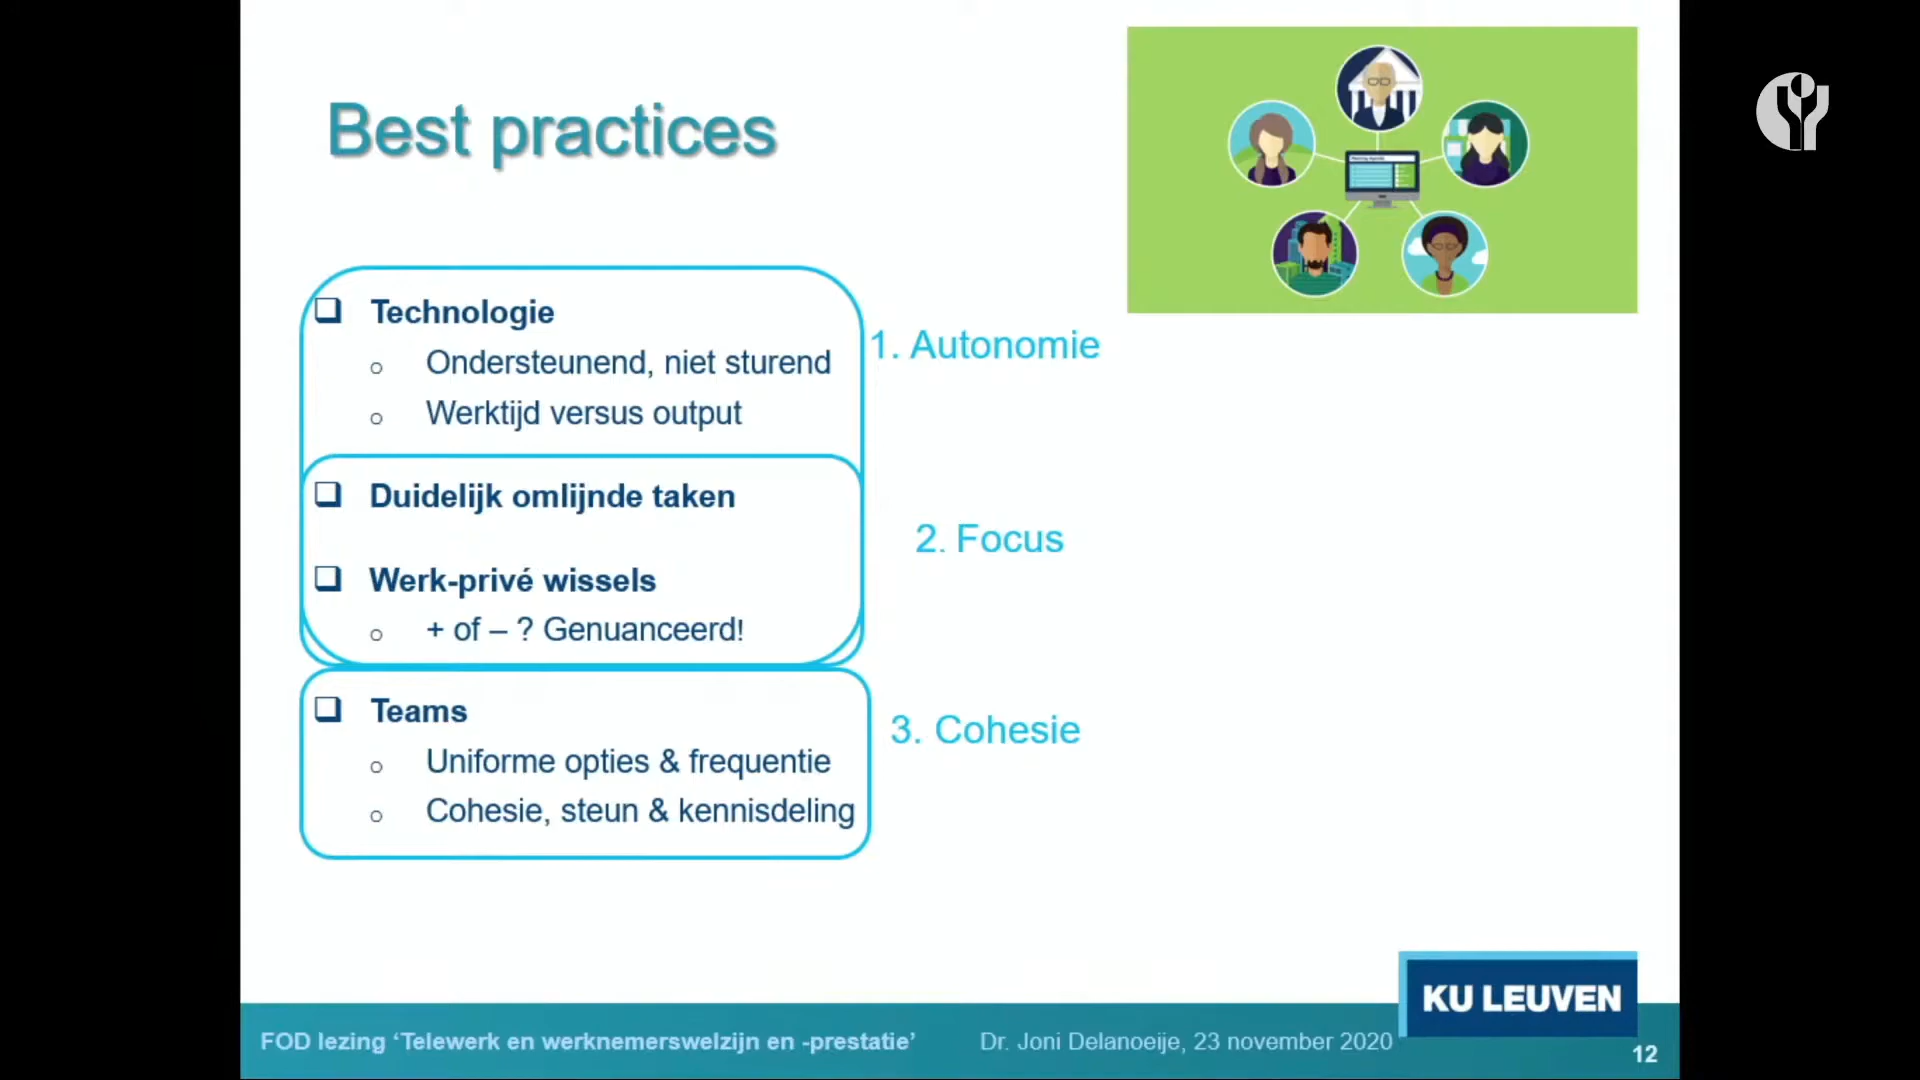 Best practices
Technologie
Ondersteunend, niet sturend
Werktijd versus output
1. Autonomie
Duidelijk omlijnde taken
2. Focus
Werk-privé wissels
+ of – ? Genuanceerd!
Teams
3. Cohesie
Uniforme opties & frequentie
Cohesie, steun & kennisdeling
KU LEUVEN
FOD lezing ‘Telewerk en werknemerswelzijn en -prestatie’
Dr. Joni Delanoeije, 23 november 2020
12